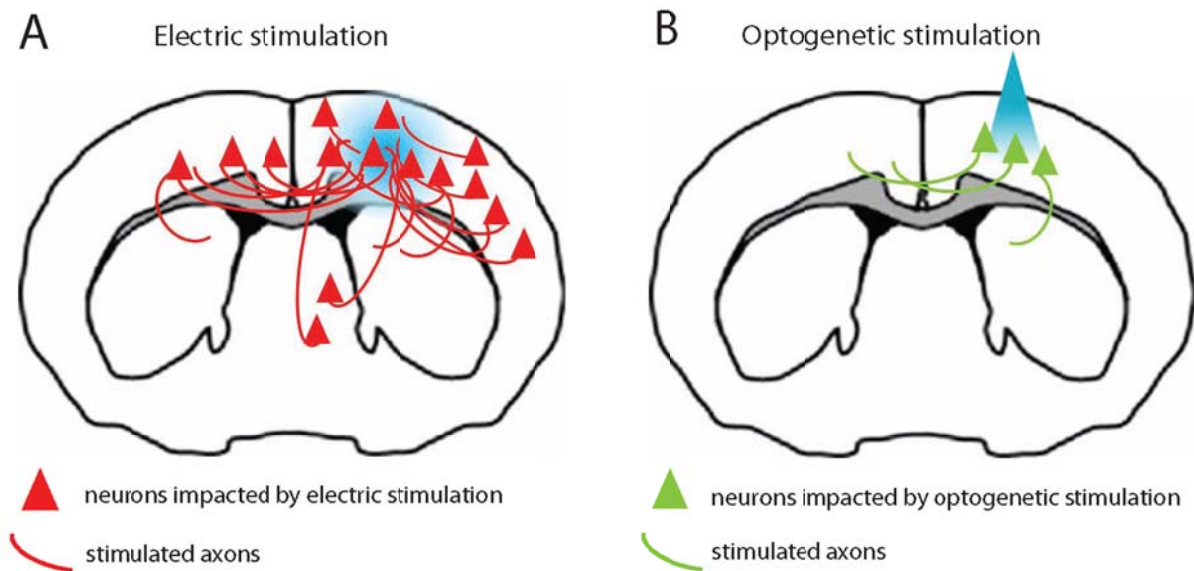 A
Electric stimulation
neurons impacted by electric stimulation
stimulated axons
B
Optogenetic stimulation
neurons impacted by optogenetic stimulation
stimulated axons